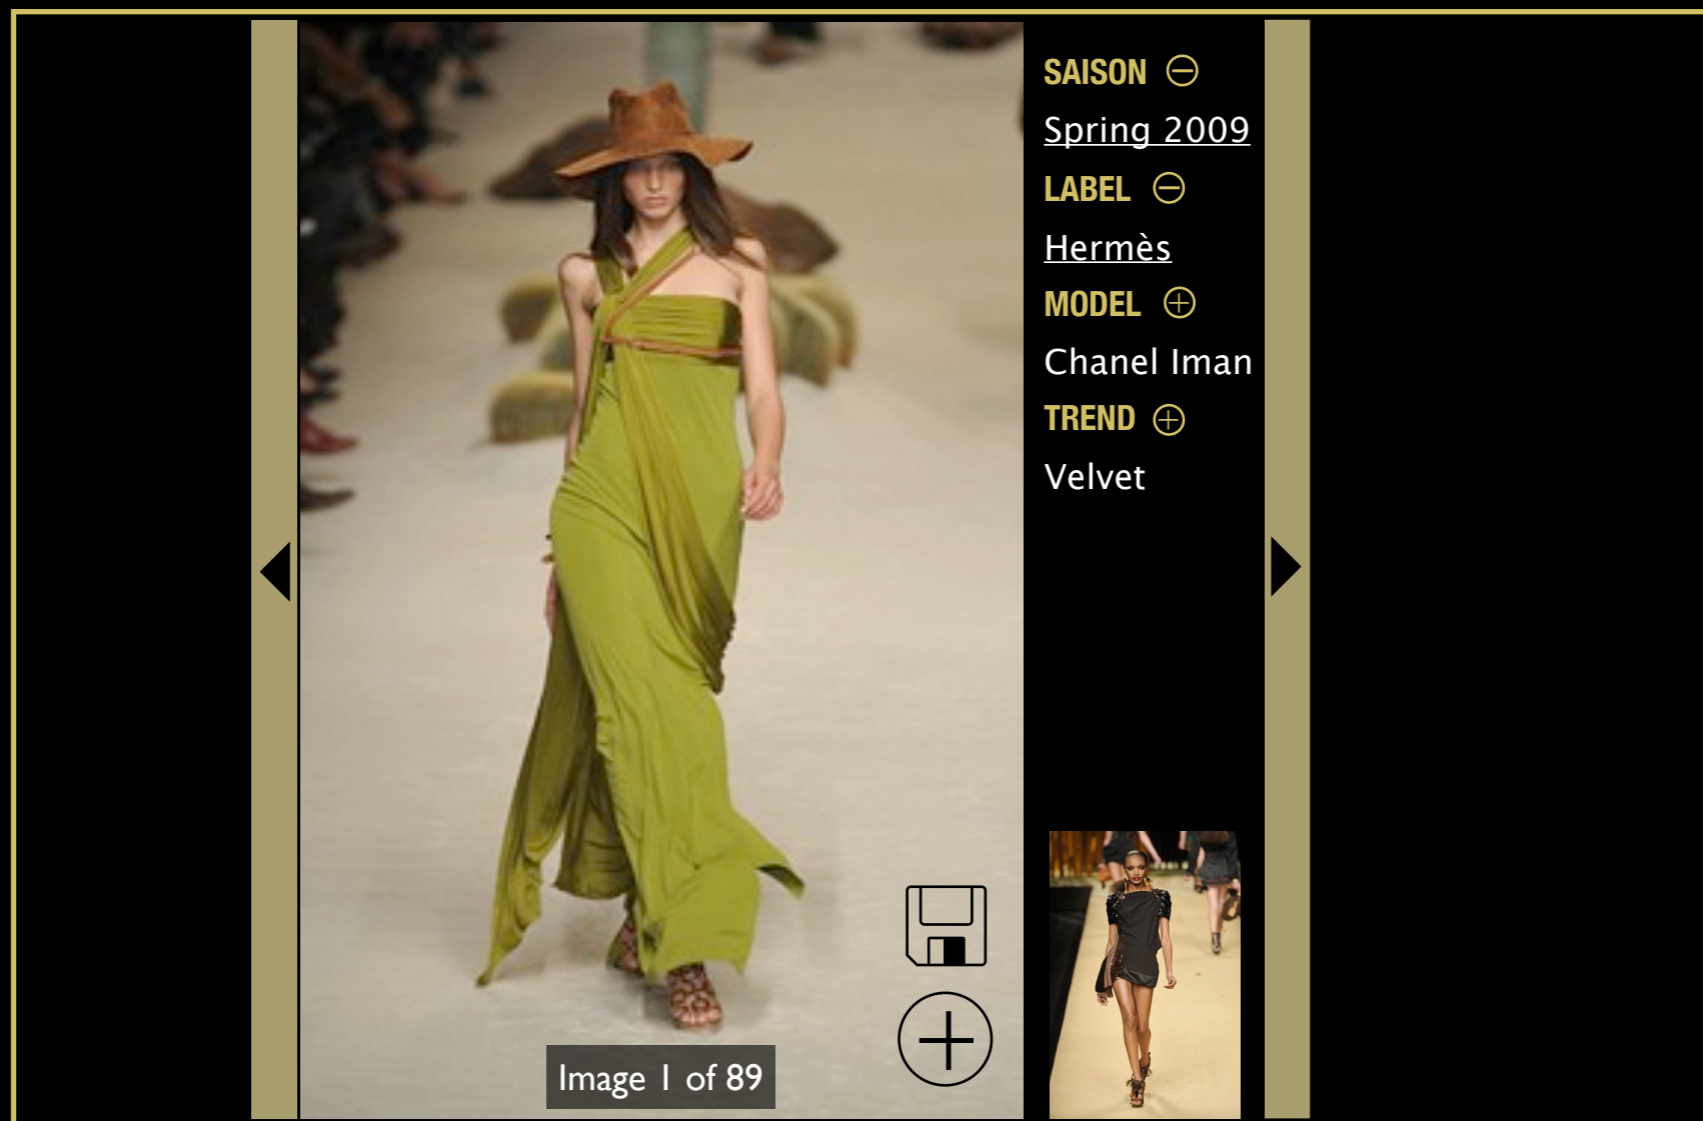 SAISON
Spring 2009
LABEL
Hermès
MODEL
Chanel Iman
TREND
Velvet
Image 1 of 89